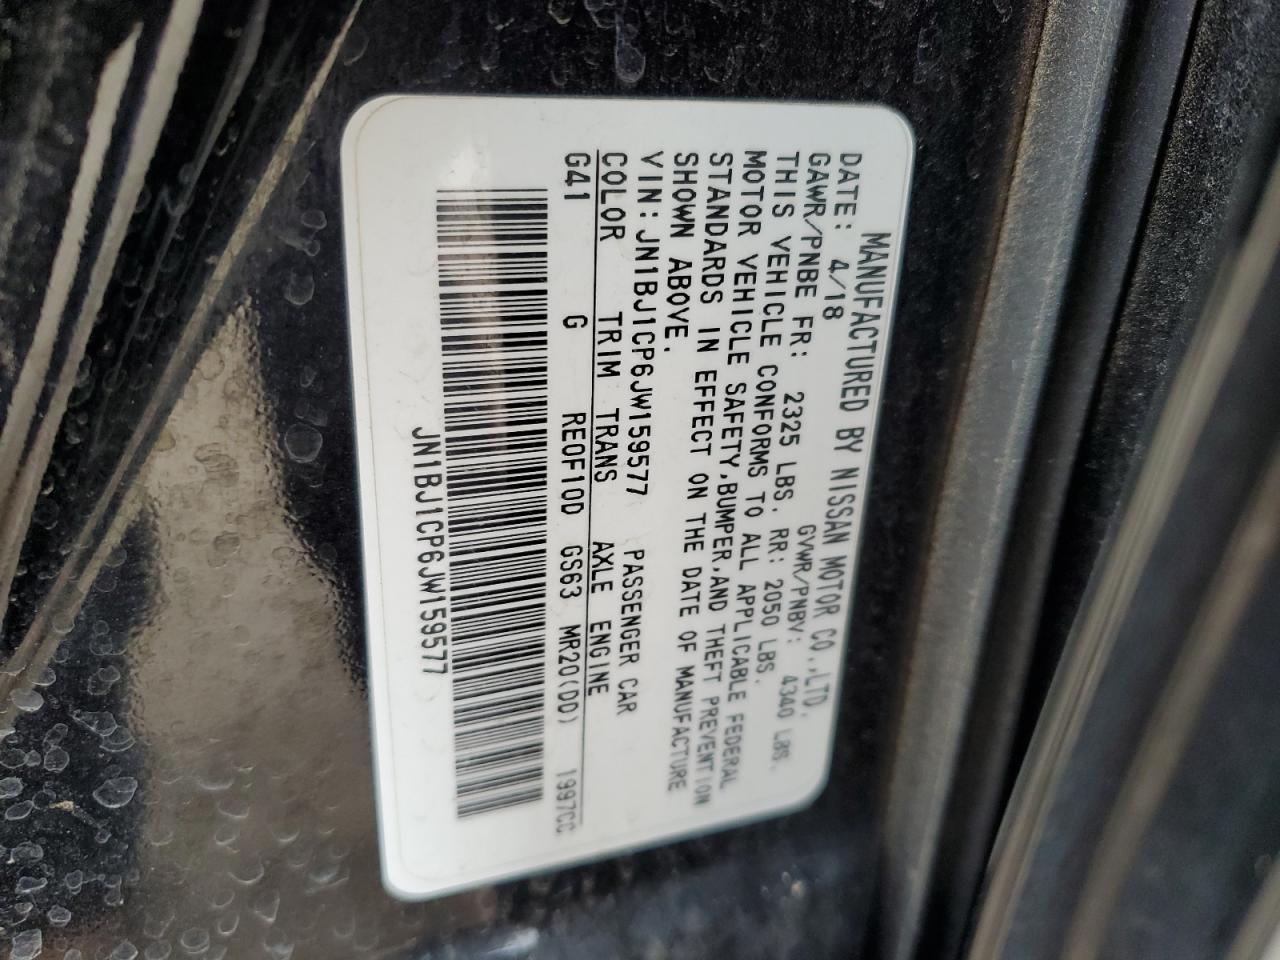 MANUFACTURED BY NISSAN MOTOR CO.,LTD.
DATE: 4/18 GVWR/PNBV: 4340 LBS.
GAWR/PNBE FR: 2325 LBS. RR: 2050 LBS.
THIS VEHICLE CONFORMS TO ALL APPLICABLE FEDERAL
MOTOR VEHICLE SAFETY,BUMPER,AND THEFT PREVENTION
STANDARDS IN EFFECT ON THE DATE OF MANUFACTURE
SHOWN ABOVE.
VIN: JN1BJ1CP6JW159577 PASSENGER CAR
COLOR TRIM TRANS AXLE ENGINE
G41 G RE0F10D GS63 MR20(DD) 1997CC
JN1BJ1CP6JW159577